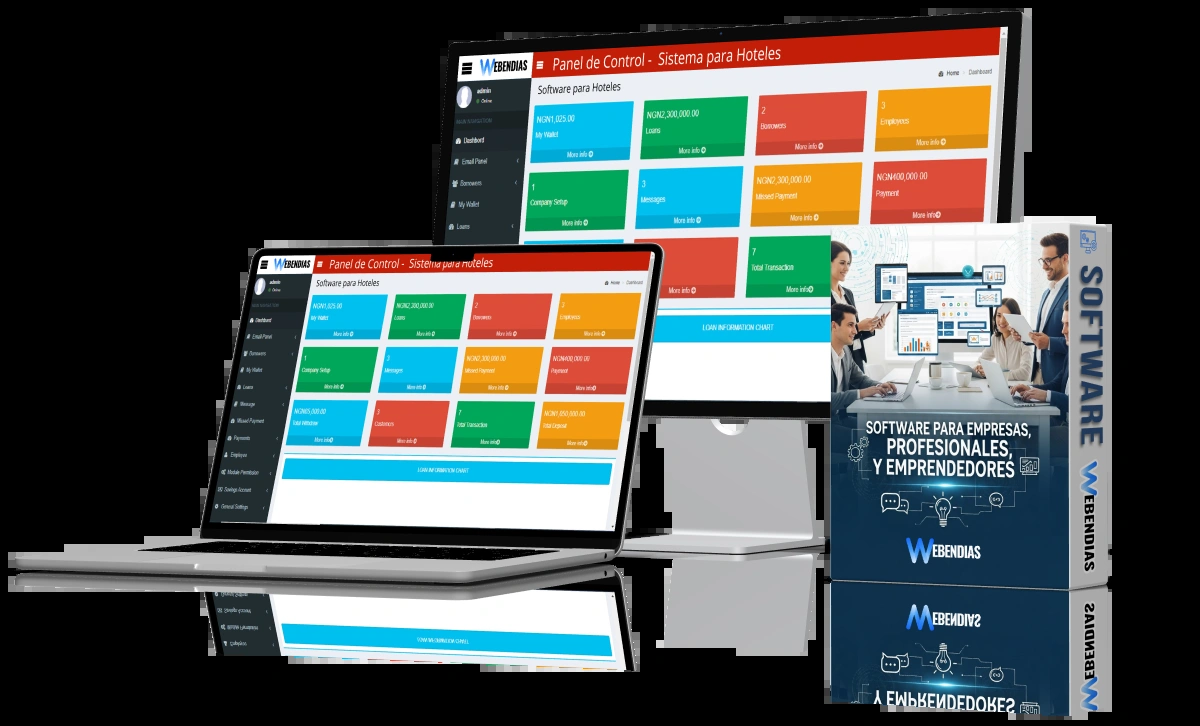 WEBENDIAS
Panel de Control - Sistema para Hoteles
admin
Online
Software para Hoteles
Home
Dashboard
MAIN NAVIGATION
Dashbord
Email Panel
Borrowers
My Wallet
Loans
NGN1,025.00
My Wallet
More info
NGN2,300,000.00
Loans
More info
2
Borrowers
More info
3
Employees
More info
1
Company Setup
More info
3
Messages
More info
NGN2,300,000.00
Missed Payment
More info
NGN400,000.00
Payment
More info
More info
7
Total Transaction
More info
LOAN INFORMATION CHART
WEBENDIAS
Panel de Control - Sistema para Hoteles
admin
Online
Software para Hoteles
Home
Dashboard
MAIN NAVIGATION
Dashbord
Email Panel
Borrowers
My Wallet
Loans
Message
Missed Payment
Payments
Employee
Module Permission
Savings Account
General Settings
NGN1,025.00
My Wallet
More info
NGN2,300,000.00
Loans
More info
2
Borrowers
More info
3
Employees
More info
1
Company Setup
More info
3
Messages
More info
NGN2,300,000.00
Missed Payment
More info
NGN400,000.00
Payment
More info
Total Withdrew
More info
3
Customers
More info
7
Total Transaction
More info
NGN1,650,000.00
Total Deposit
More info
LOAN INFORMATION CHART
SOFTWARE PARA EMPRESAS,
PROFESIONALES,
Y EMPRENDEDORES
WEBENDIAS
SOFTWARE
WEBENDIAS